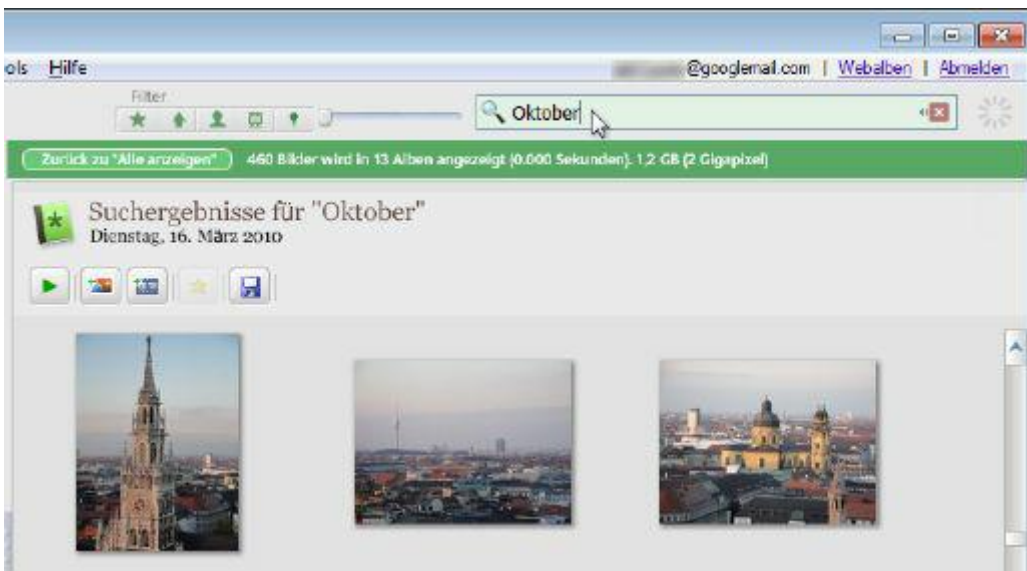 ols Hilfe
@googlemail.com | Webalben | Abmelden
Filter
Oktober
Zurück zu "Alle anzeigen" 460 Bilder wird in 13 Alben angezeigt (0.000 Sekunden). 1,2 GB (2 Gigapixel)
Suchergebnisse für "Oktober"
Dienstag, 16. März 2010